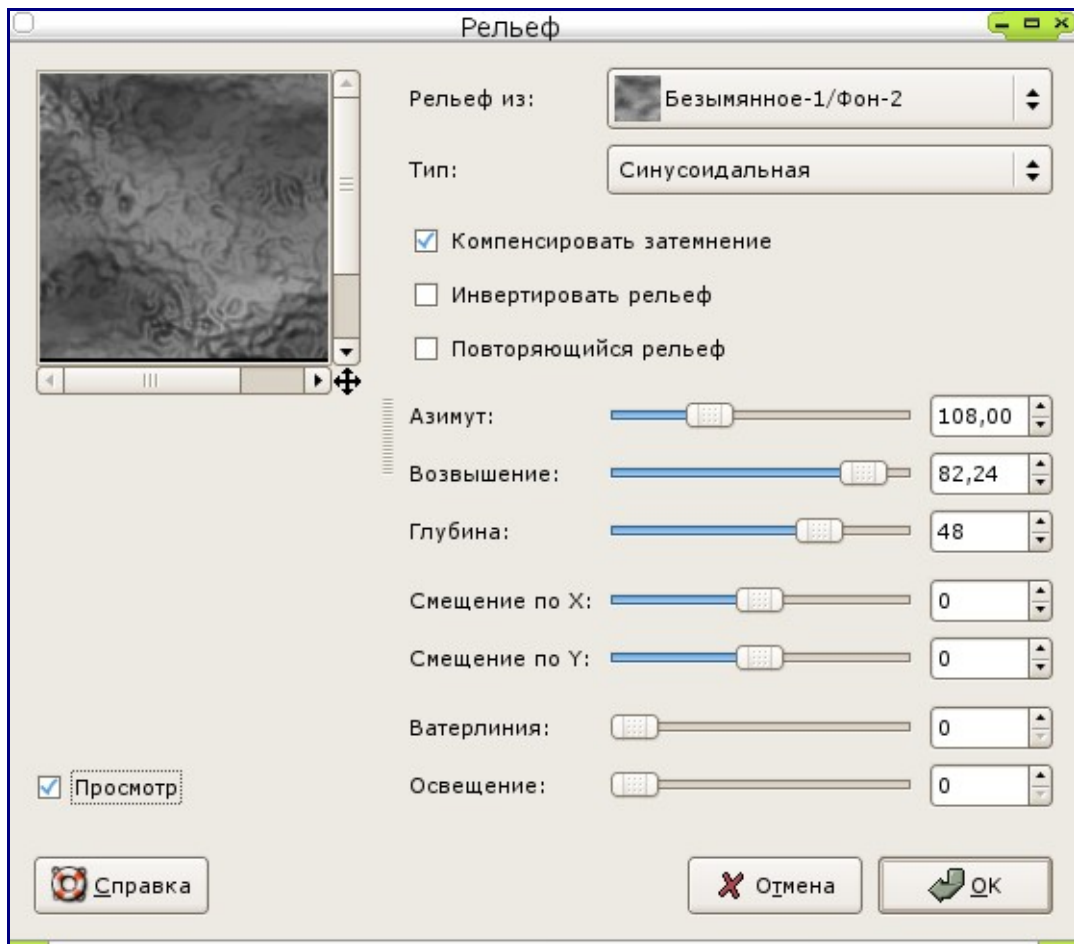 Рельеф
Рельеф из: Безымянное-1/Фон-2
Тип: Синусоидальная
Компенсировать затемнение
Инвертировать рельеф
Повторяющийся рельеф
Азимут: 108,00
Возвышение: 82,24
Глубина: 48
Смещение по X: 0
Смещение по Y: 0
Ватерлиния: 0
Просмотр
Освещение: 0
Справка
Отмена
OK